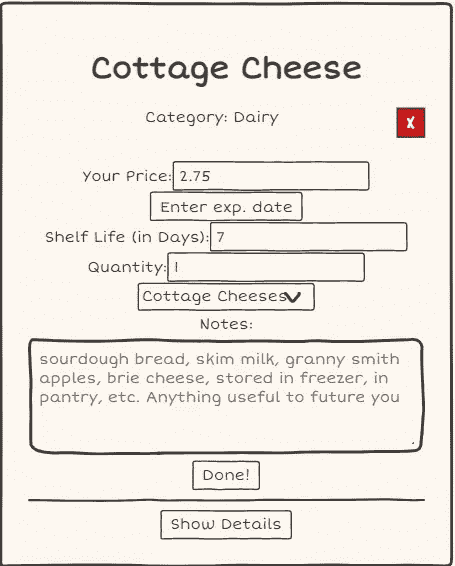 Cottage Cheese
Category: Dairy
X
Your Price: 2.75
Enter exp. date
Shelf Life (in Days): 7
Quantity: 1
Cottage Cheeses
Notes:
sourdough bread, skim milk, granny smith
apples, brie cheese, stored in freezer, in
pantry, etc. Anything useful to future you
Done!
Show Details